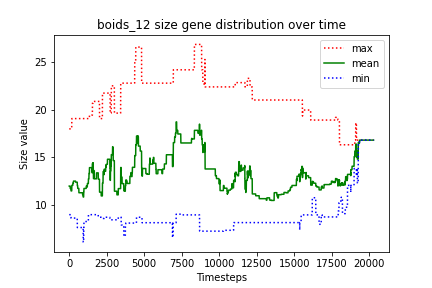 boids_12 size gene distribution over time
max
mean
min
Size value
25
20
15
10
0
2500
5000
7500
10000
12500
15000
17500
20000
Timesteps